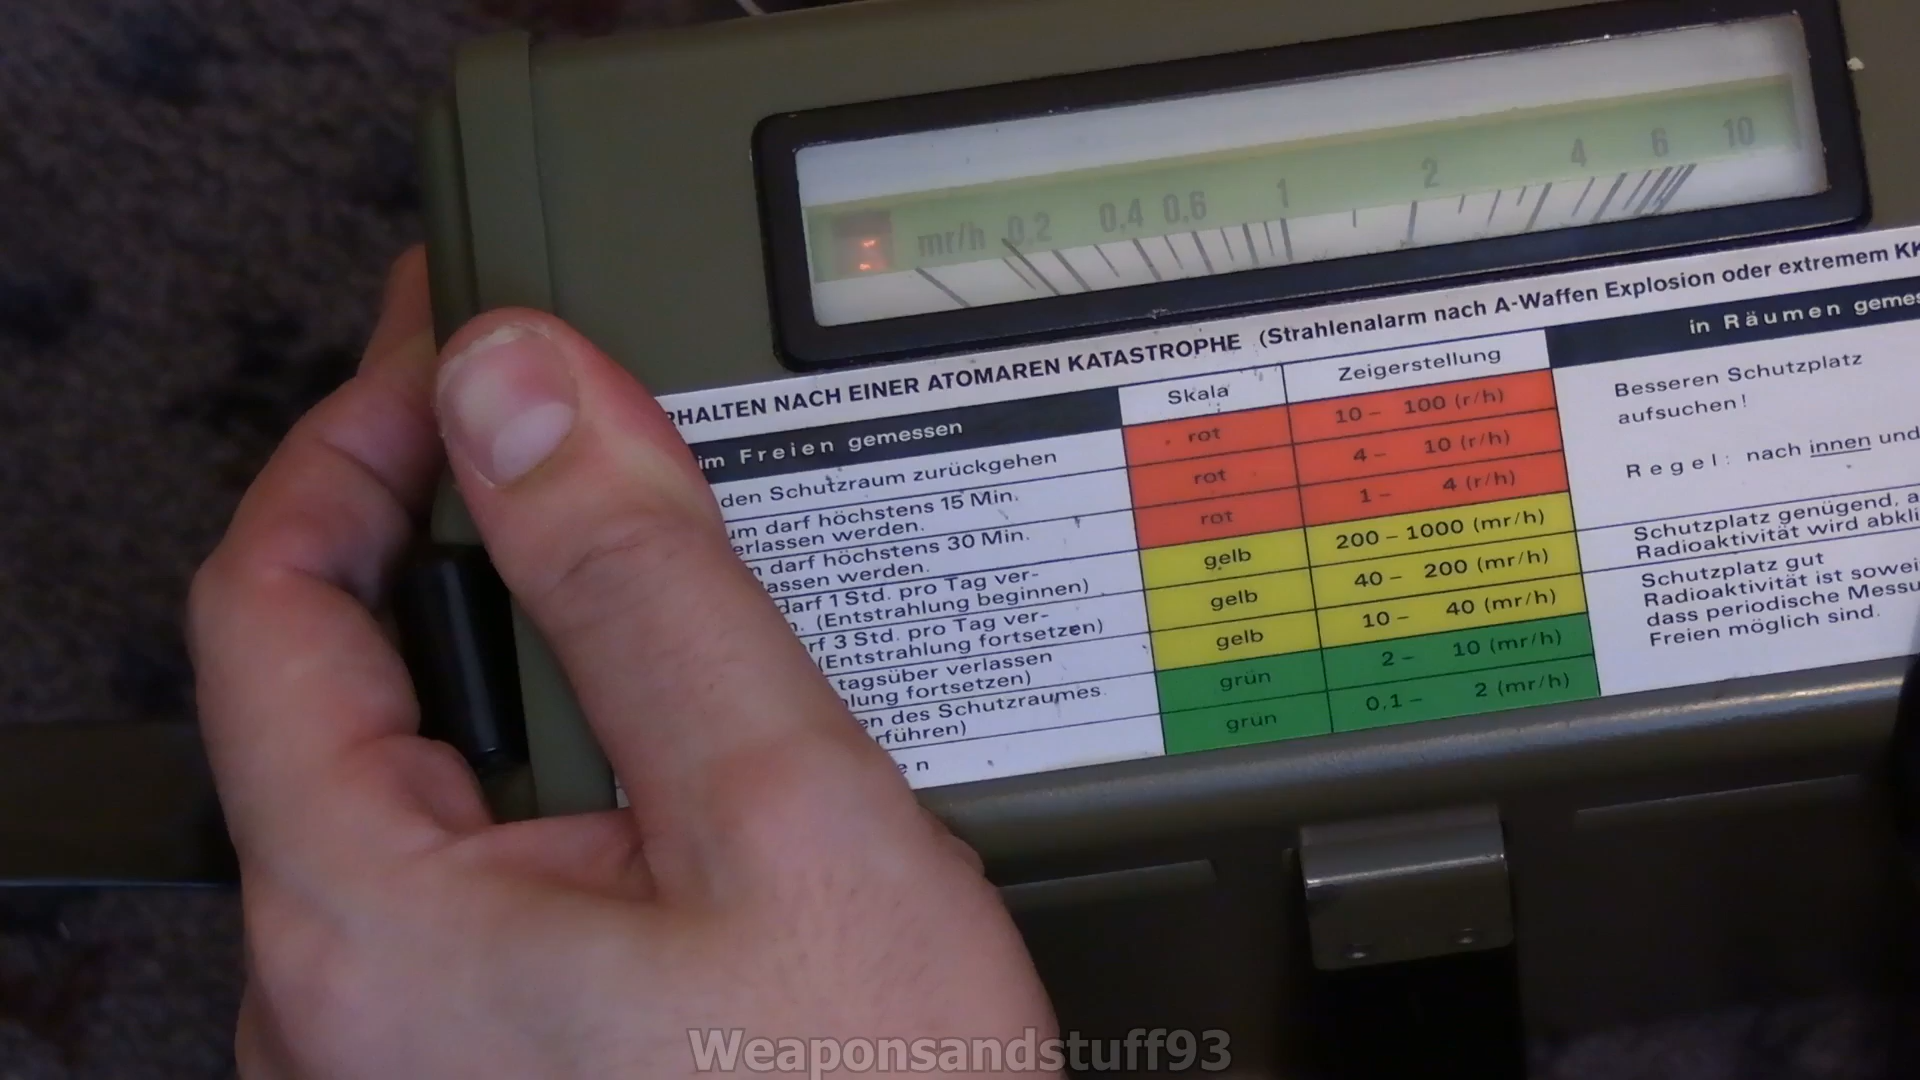 mr/h 0.2 0,4 0,6 1 2 4 6 10
RHALTEN NACH EINER ATOMAREN KATASTROPHE (Strahlenalarm nach A-Waffen Explosion oder extremem KK
im Freien gemessen
Skala
Zeigerstellung
in Räumen gemes
den Schutzraum zurückgehen
rot
10 – 100 (r/h)
um darf höchstens 15 Min.
erlassen werden.
rot
4 – 10 (r/h)
darf höchstens 30 Min.
lassen werden.
rot
1 – 4 (r/h)
darf 1 Std. pro Tag ver-
(Entstrahlung beginnen)
gelb
200 – 1000 (mr/h)
rf 3 Std. pro Tag ver-
(Entstrahlung fortsetzen)
gelb
40 – 200 (mr/h)
tagsüber verlassen
lung fortsetzen)
gelb
10 – 40 (mr/h)
en des Schutzraumes.
rführen)
grün
2 – 10 (mr/h)
en
grün
0,1 – 2 (mr/h)
Besseren Schutzplatz
aufsuchen!
Regel: nach innen und
Schutzplatz genügend, a
Radioaktivität wird abkli
Schutzplatz gut
Radioaktivität ist sowei
dass periodische Messu
Freien möglich sind.
Weaponsandstuff93